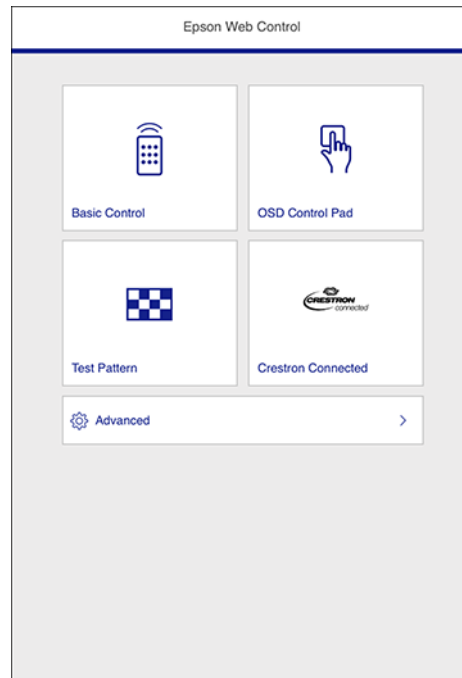 Epson Web Control
Basic Control
OSD Control Pad
CRESTRON
connected
Test Pattern
Crestron Connected
Advanced